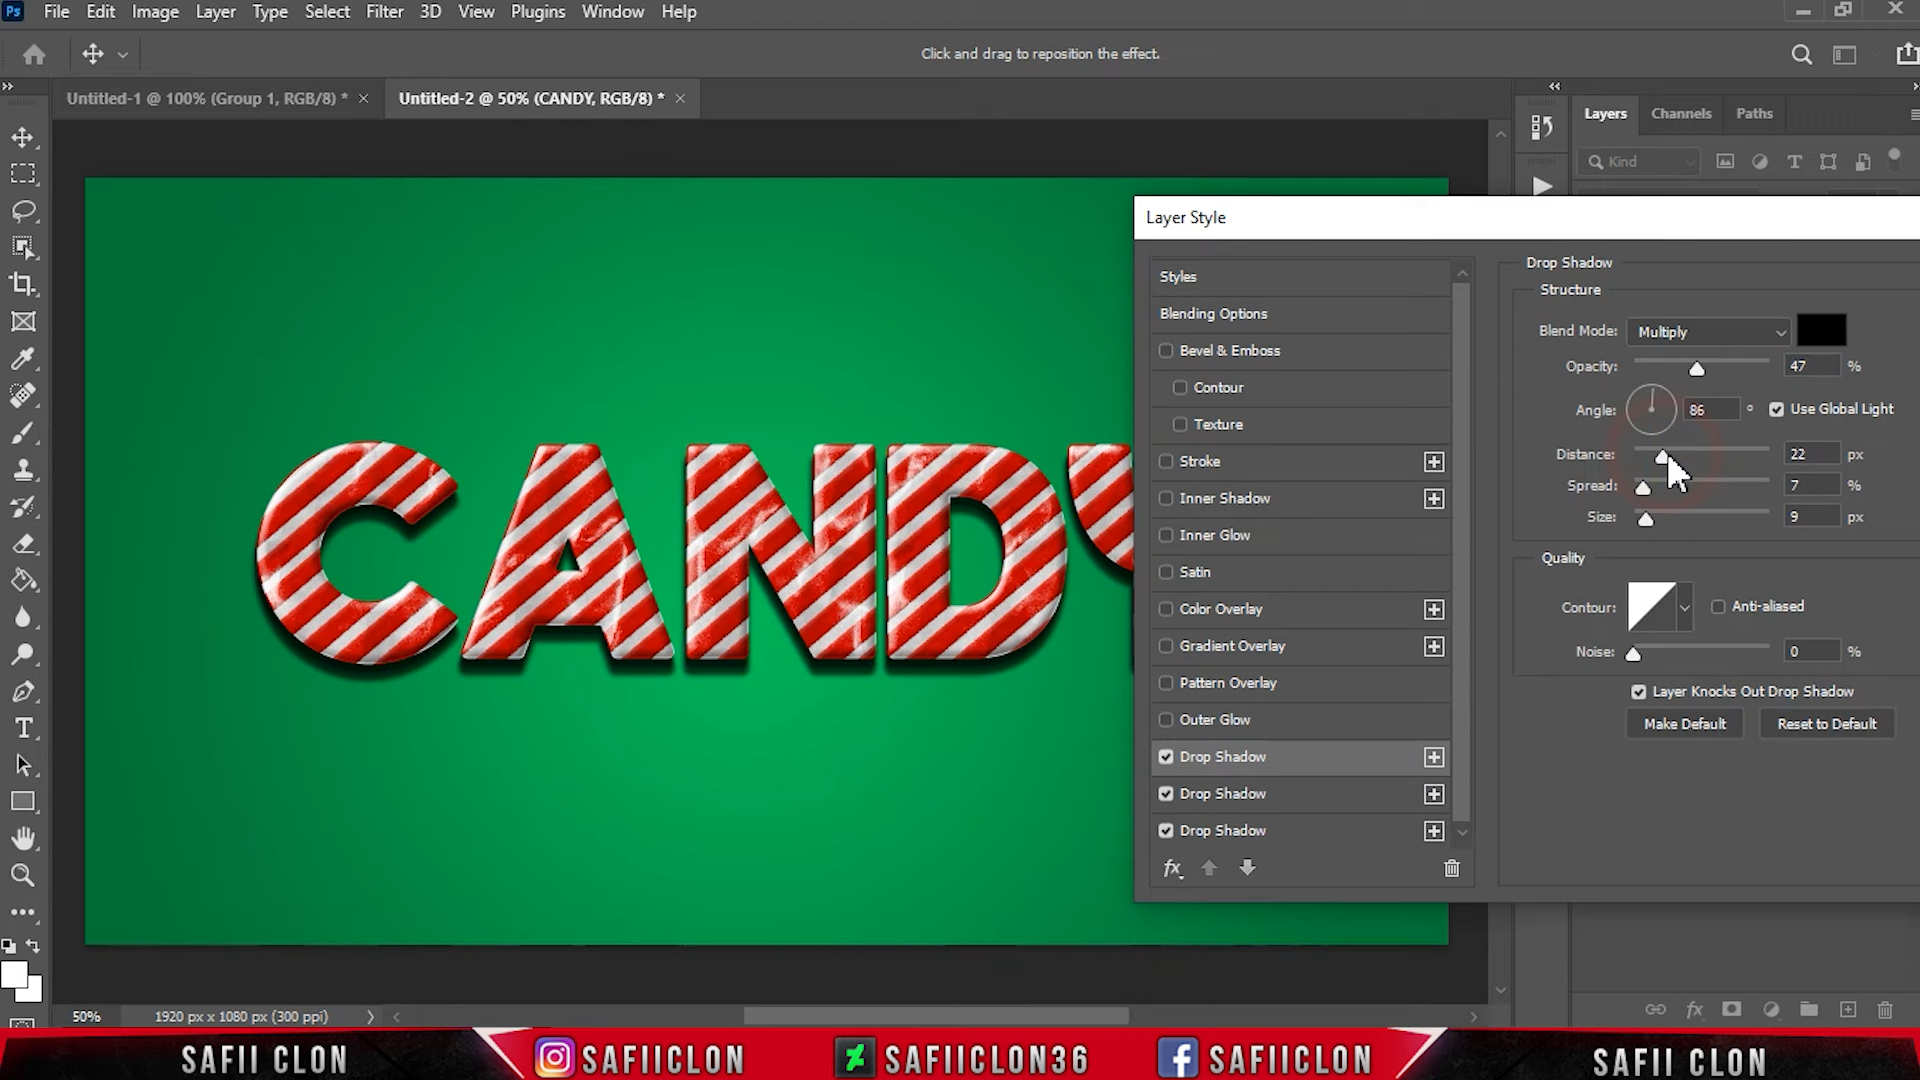 Ps File Edit Image Layer Type Select Filter 3D View Plugins Window Help
Click and drag to reposition the effect.
Untitled-1 @ 100% (Group 1, RGB/8) * × Untitled-2 @ 50% (CANDY, RGB/8) * ×
Layers Channels Paths
Kind
Layer Style
Styles
Blending Options
Bevel & Emboss
Contour
Texture
Stroke
Inner Shadow
Inner Glow
Satin
Color Overlay
Gradient Overlay
Pattern Overlay
Outer Glow
Drop Shadow
Drop Shadow
Drop Shadow
fx
Drop Shadow
Structure
Blend Mode: Multiply
Opacity: 47 %
Angle: 86 ° Use Global Light
Distance: 22 px
Spread: 7 %
Size: 9 px
Quality
Contour: Anti-aliased
Noise: 0 %
Layer Knocks Out Drop Shadow
Make Default Reset to Default
CANDY
50% 1920 px x 1080 px (300 ppi)
fx
SAFII CLON SAFIICLON SAFIICLON36 SAFIICLON SAFII CLON